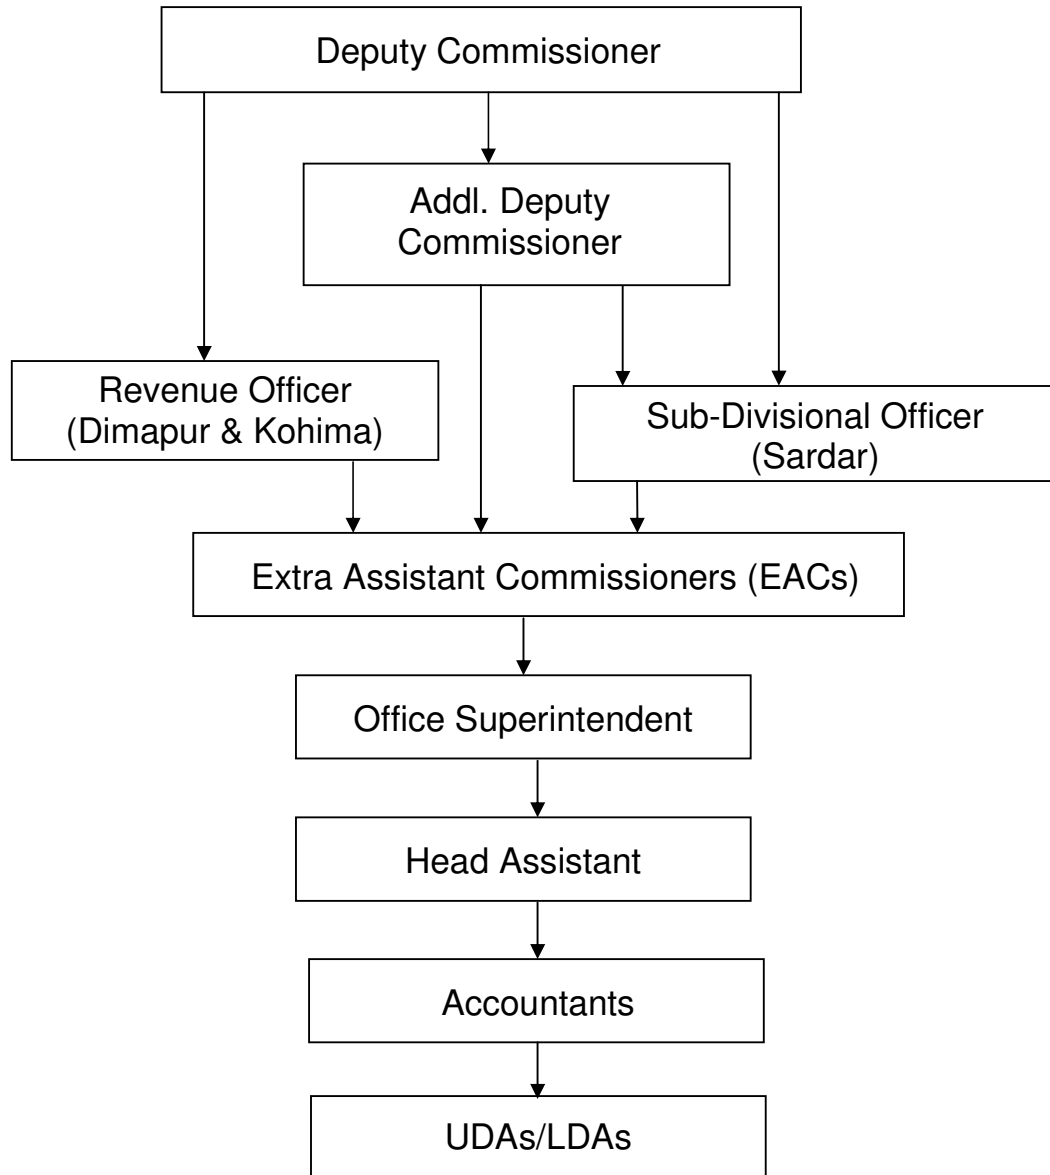 Deputy Commissioner
Addl. Deputy
Commissioner
Revenue Officer
(Dimapur & Kohima)
Sub-Divisional Officer
(Sardar)
Extra Assistant Commissioners (EACs)
Office Superintendent
Head Assistant
Accountants
UDAs/LDAs